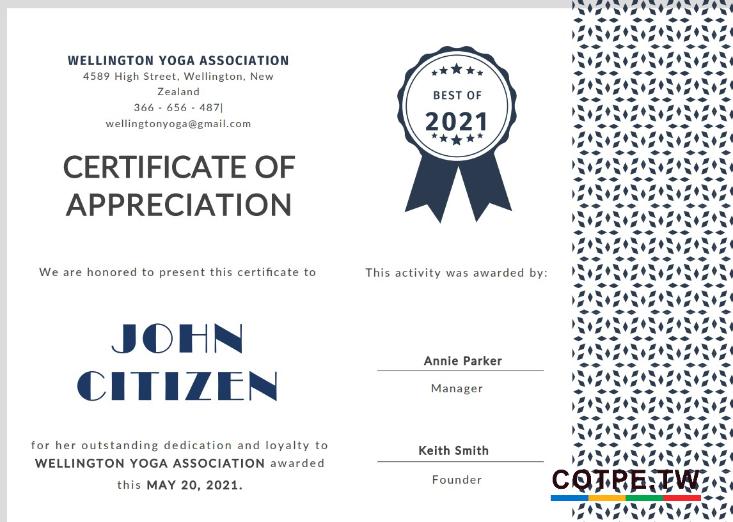 WELLINGTON YOGA ASSOCIATION
4589 High Street, Wellington, New
Zealand
366 - 656 - 487|
wellingtonyoga@gmail.com
CERTIFICATE OF
APPRECIATION
We are honored to present this certificate to
JOHN
CITIZEN
for her outstanding dedication and loyalty to
WELLINGTON YOGA ASSOCIATION awarded
this MAY 20, 2021.
BEST OF
2021
This activity was awarded by:
Annie Parker
Manager
Keith Smith
Founder
CQTPE.TW